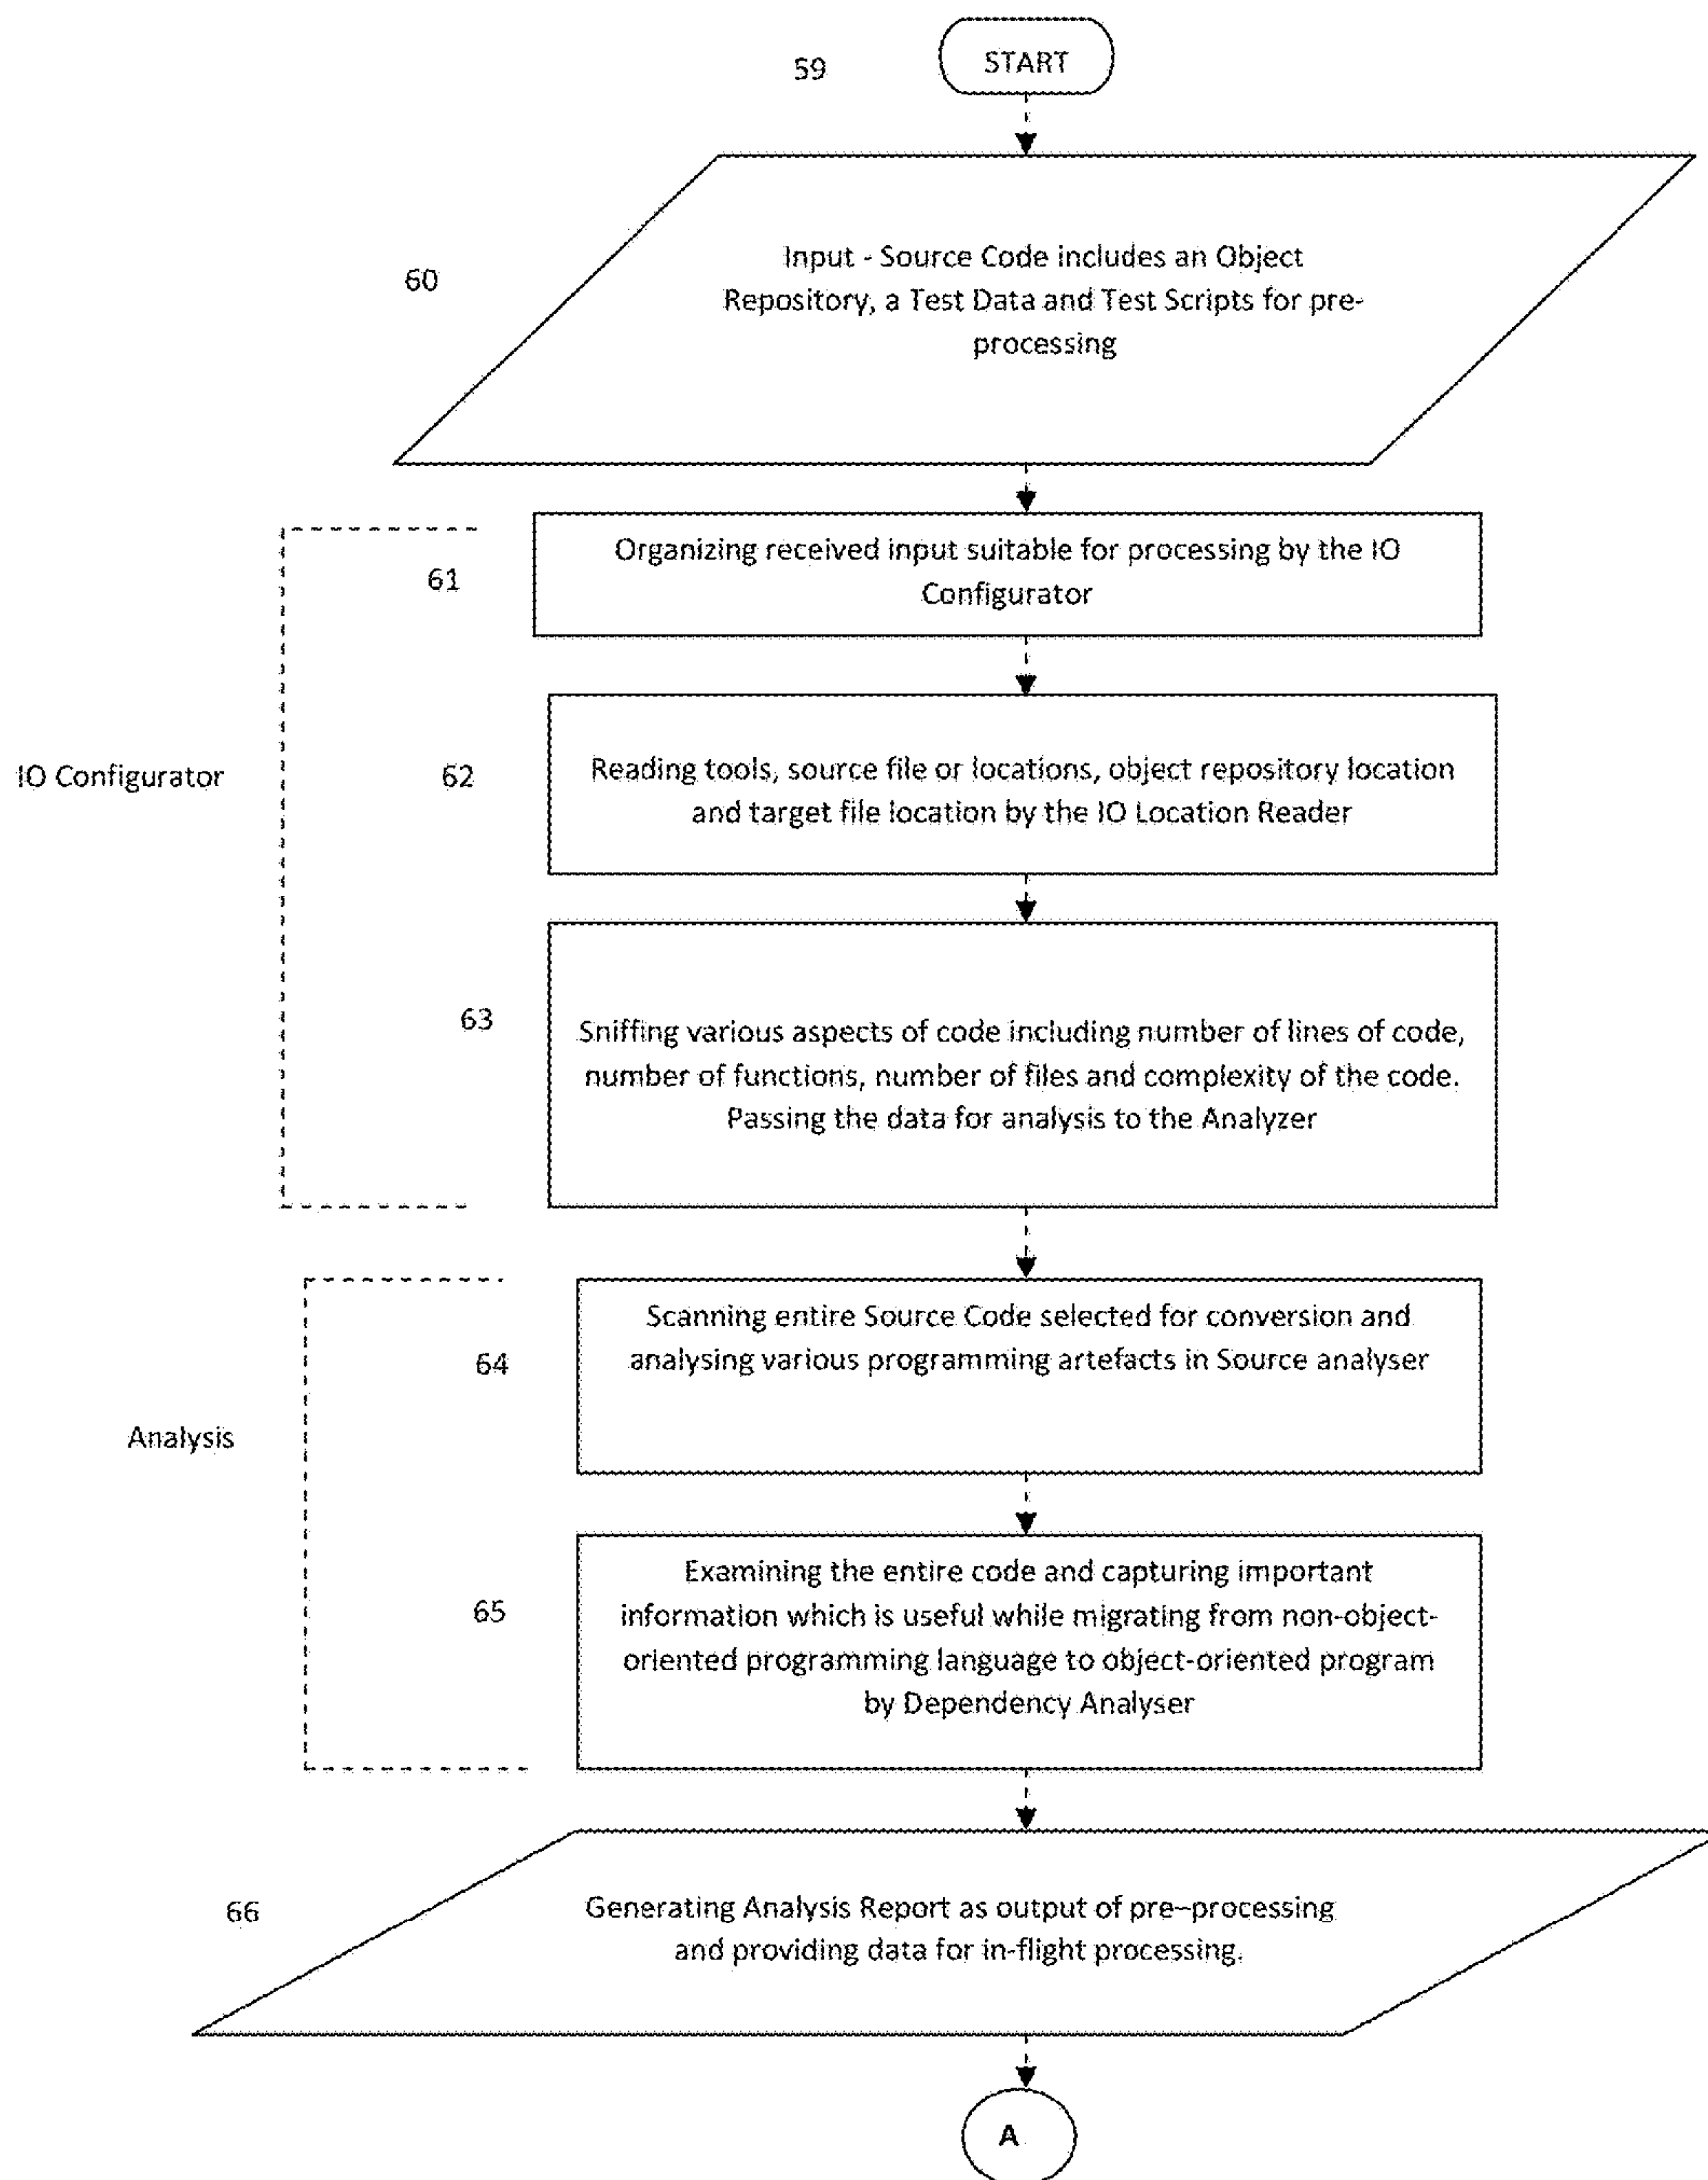 59
START
60
Input - Source Code includes an Object
Repository, a Test Data and Test Scripts for pre-
processing
61
Organizing received input suitable for processing by the IO
Configurator
IO Configurator
62
Reading tools, source file or locations, object repository location
and target file location by the IO Location Reader
63
Sniffing various aspects of code including number of lines of code,
number of functions, number of files and complexity of the code.
Passing the data for analysis to the Analyzer
64
Scanning entire Source Code selected for conversion and
analysing various programming artefacts in Source analyser
Analysis
65
Examining the entire code and capturing important
information which is useful while migrating from non-object-
oriented programming language to object-oriented program
by Dependency Analyser
66
Generating Analysis Report as output of pre–processing
and providing data for in-flight processing.
A